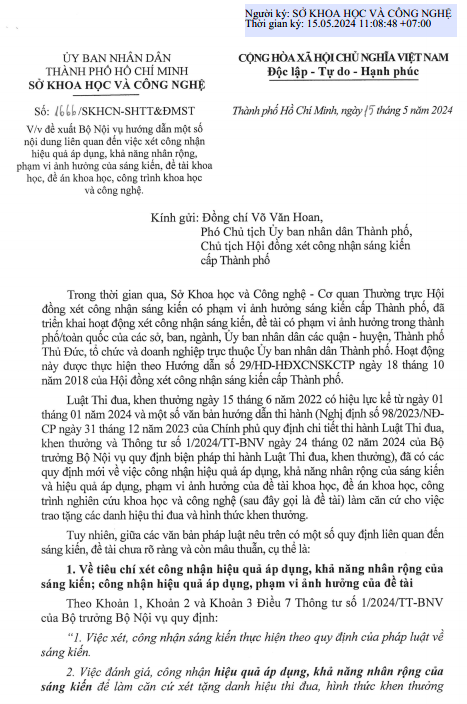 Người ký: SỞ KHOA HỌC VÀ CÔNG NGHỆ
Thời gian ký: 15.05.2024 11:08:48 +07:00
ỦY BAN NHÂN DÂN
THÀNH PHỐ HỒ CHÍ MINH
SỞ KHOA HỌC VÀ CÔNG NGHỆ
CỘNG HÒA XÃ HỘI CHỦ NGHĨA VIỆT NAM
Độc lập - Tự do - Hạnh phúc
Số: 1666/SKHCN-SHTT&ĐMST
Thành phố Hồ Chí Minh, ngày 15 tháng 5 năm 2024
V/v đề xuất Bộ Nội vụ hướng dẫn một số
nội dung liên quan đến việc xét công nhận
hiệu quả áp dụng, khả năng nhân rộng,
phạm vi ảnh hưởng của sáng kiến, đề tài khoa
học, đề án khoa học, công trình khoa học
và công nghệ.
Kính gửi: Đồng chí Võ Văn Hoan,
Phó Chủ tịch Ủy ban nhân dân Thành phố,
Chủ tịch Hội đồng xét công nhận sáng kiến
cấp Thành phố
Trong thời gian qua, Sở Khoa học và Công nghệ - Cơ quan Thường trực Hội
đồng xét công nhận sáng kiến có phạm vi ảnh hưởng sáng kiến cấp Thành phố, đã
triển khai hoạt động xét công nhận sáng kiến, đề tài có phạm vi ảnh hưởng trong thành
phố/toàn quốc của các sở, ban, ngành, Ủy ban nhân dân các quận - huyện, Thành phố
Thủ Đức, tổ chức và doanh nghiệp trực thuộc Ủy ban nhân dân Thành phố. Hoạt động
này được thực hiện theo Hướng dẫn số 29/HD-HĐXCNSKCTP ngày 18 tháng 10
năm 2018 của Hội đồng xét công nhận sáng kiến cấp Thành phố.
Luật Thi đua, khen thưởng ngày 15 tháng 6 năm 2022 có hiệu lực kể từ ngày 01
tháng 01 năm 2024 và một số văn bản hướng dẫn thi hành (Nghị định số 98/2023/NĐ-
CP ngày 31 tháng 12 năm 2023 của Chính phủ quy định chi tiết thi hành Luật Thi đua,
khen thưởng và Thông tư số 1/2024/TT-BNV ngày 24 tháng 02 năm 2024 của Bộ
trưởng Bộ Nội vụ quy định biện pháp thi hành Luật Thi đua, khen thưởng), đã có các
quy định mới về việc công nhận hiệu quả áp dụng, khả năng nhân rộng của sáng kiến
và hiệu quả áp dụng, phạm vi ảnh hưởng của đề tài khoa học, đề án khoa học, công
trình nghiên cứu khoa học và công nghệ (sau đây gọi là đề tài) làm căn cứ cho việc
trao tặng các danh hiệu thi đua và hình thức khen thưởng.
Tuy nhiên, giữa các văn bản pháp luật nêu trên có một số quy định liên quan đến
sáng kiến, đề tài chưa rõ ràng và còn mâu thuẫn, cụ thể là:
1. Về tiêu chí xét công nhận hiệu quả áp dụng, khả năng nhân rộng của
sáng kiến; công nhận hiệu quả áp dụng, phạm vi ảnh hưởng của đề tài
Theo Khoản 1, Khoản 2 và Khoản 3 Điều 7 Thông tư số 1/2024/TT-BNV
của Bộ trưởng Bộ Nội vụ quy định:
“1. Việc xét, công nhận sáng kiến thực hiện theo quy định của pháp luật về
sáng kiến.
2. Việc đánh giá, công nhận hiệu quả áp dụng, khả năng nhân rộng của
sáng kiến để làm căn cứ xét tặng danh hiệu thi đua, hình thức khen thưởng